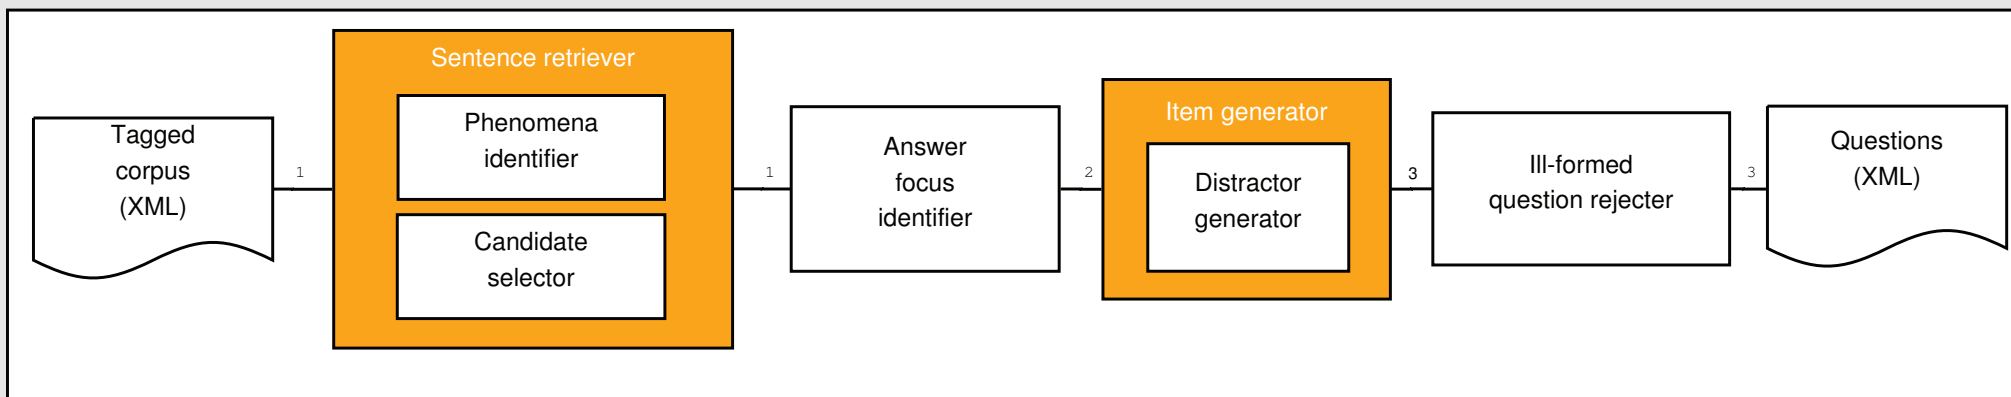 Tagged
corpus
(XML)
1
Sentence retriever
Phenomena
identifier
Candidate
selector
1
Answer
focus
identifier
2
Item generator
Distractor
generator
3
Ill-formed
question rejecter
3
Questions
(XML)